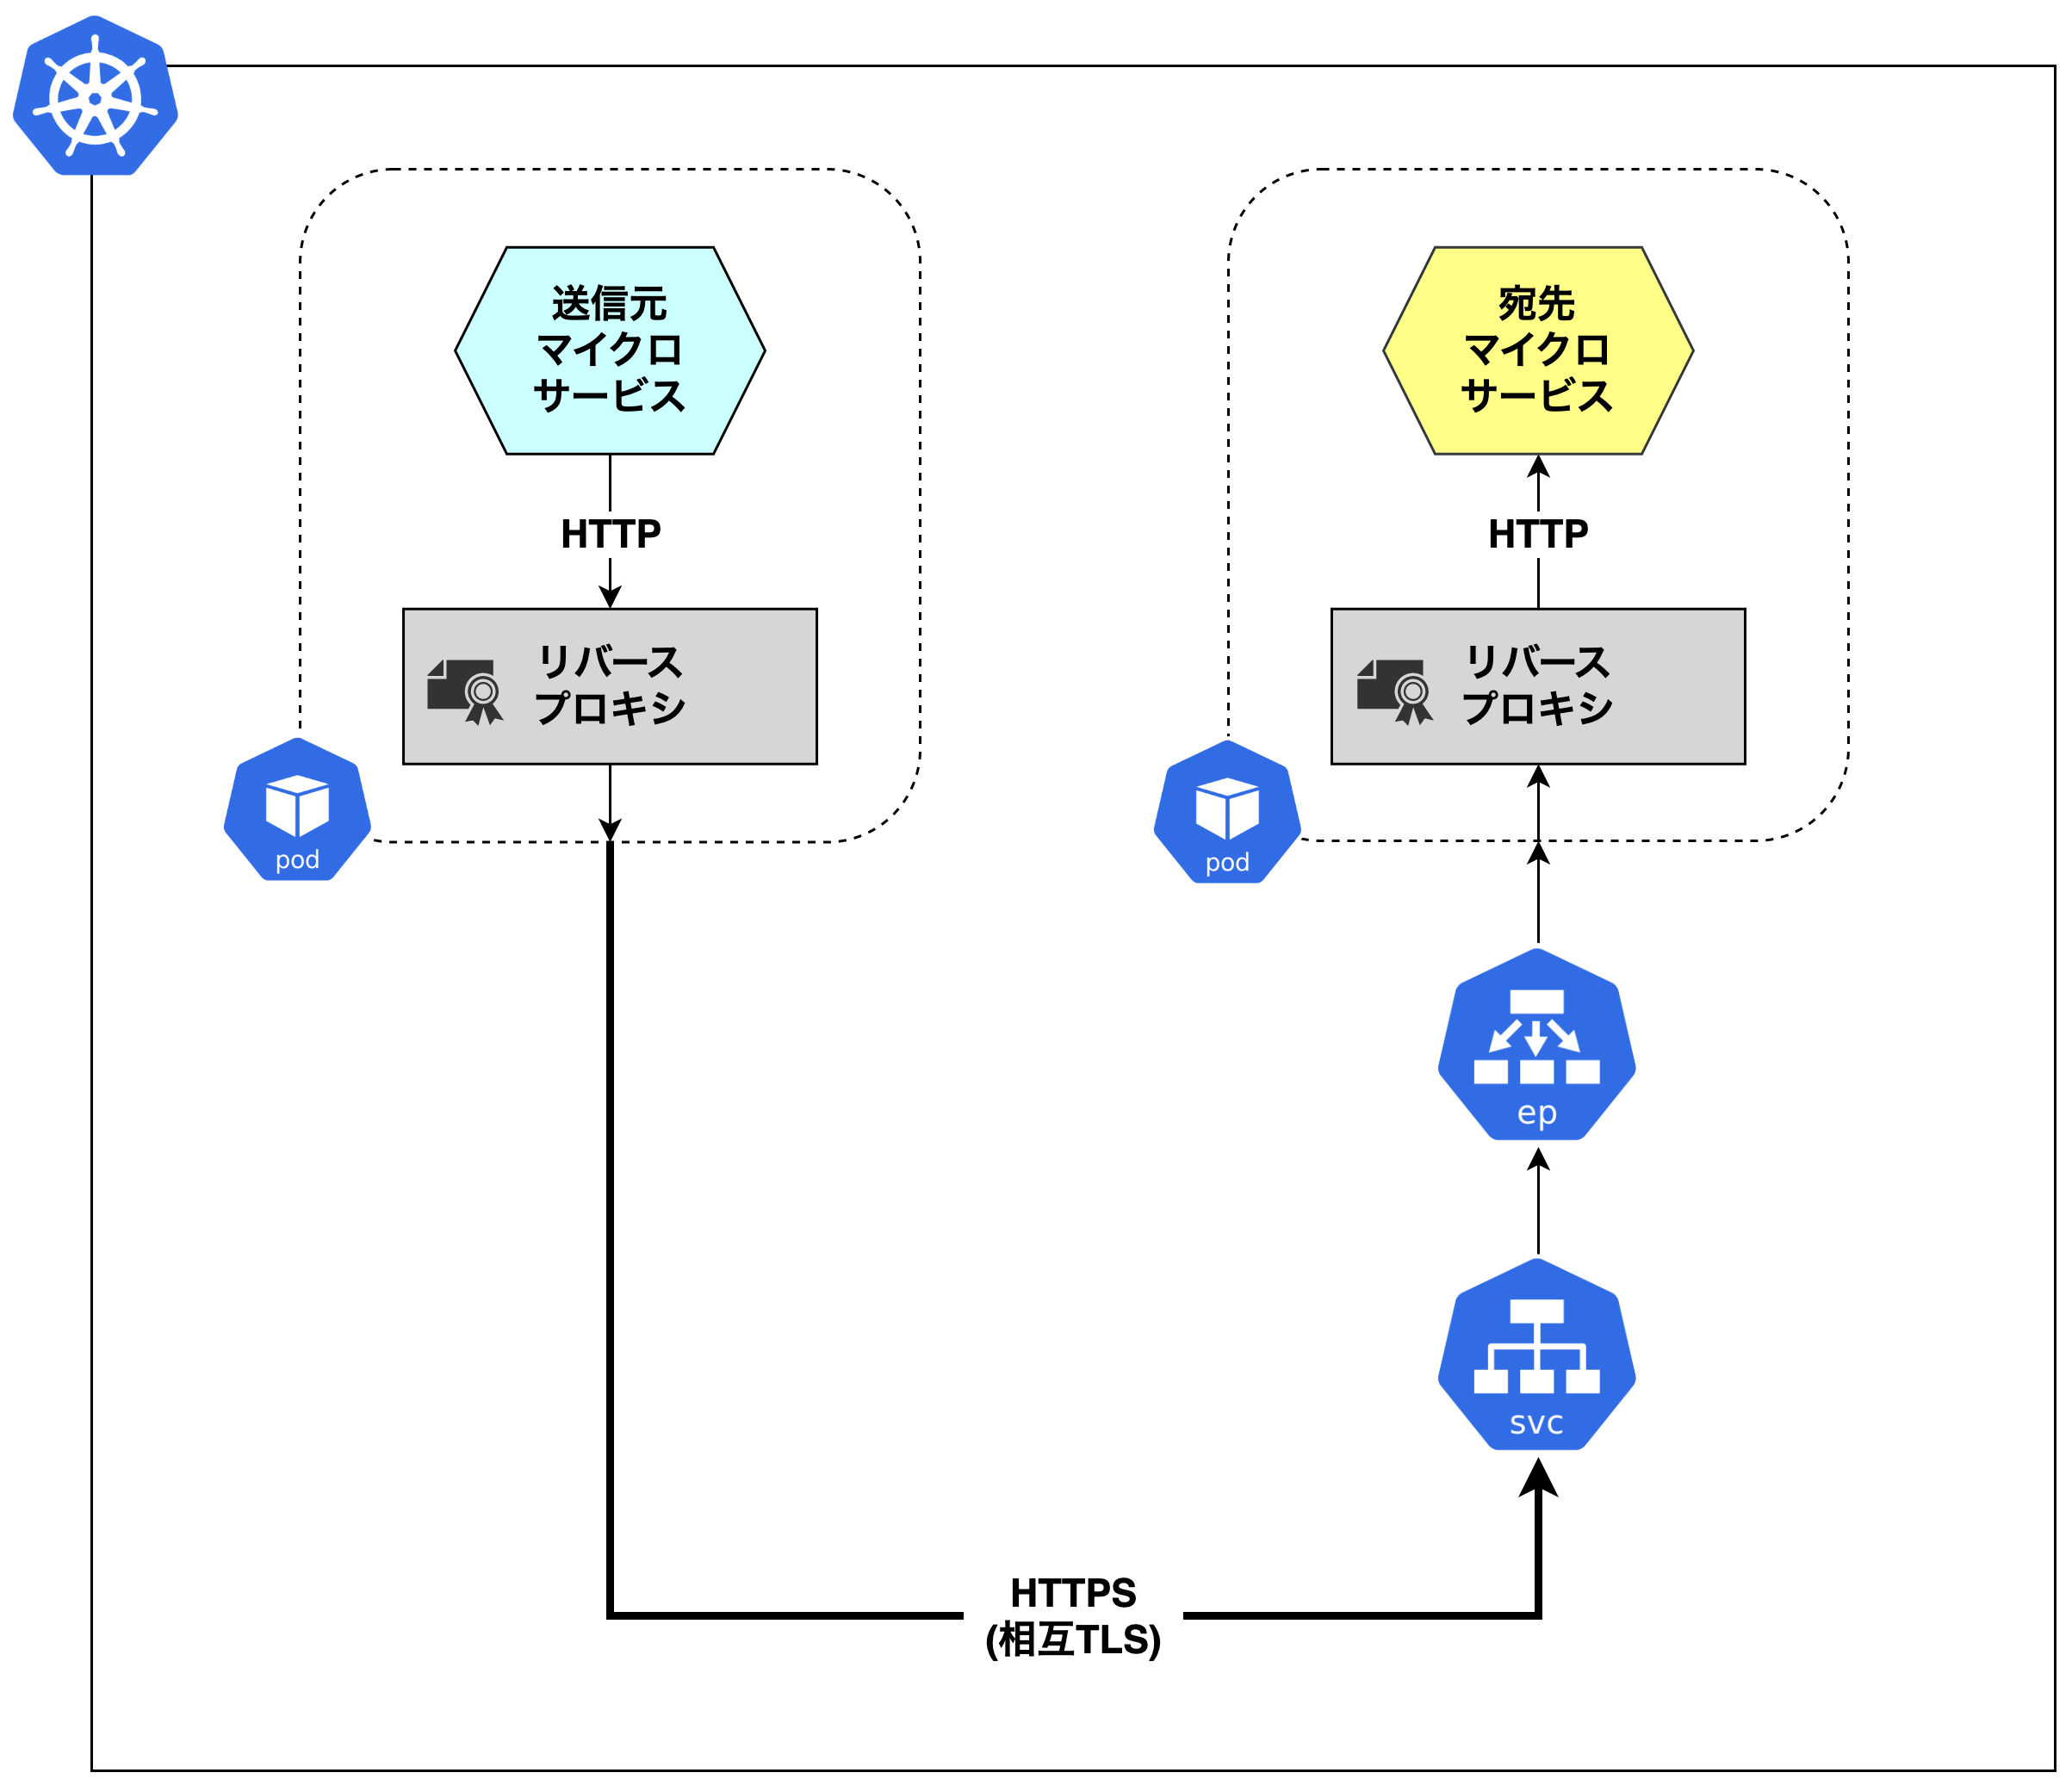 送信元
マイクロ
サービス
HTTP
リバース
プロキシ
pod
宛先
マイクロ
サービス
HTTP
リバース
プロキシ
pod
ep
svc
HTTPS
(相互TLS)